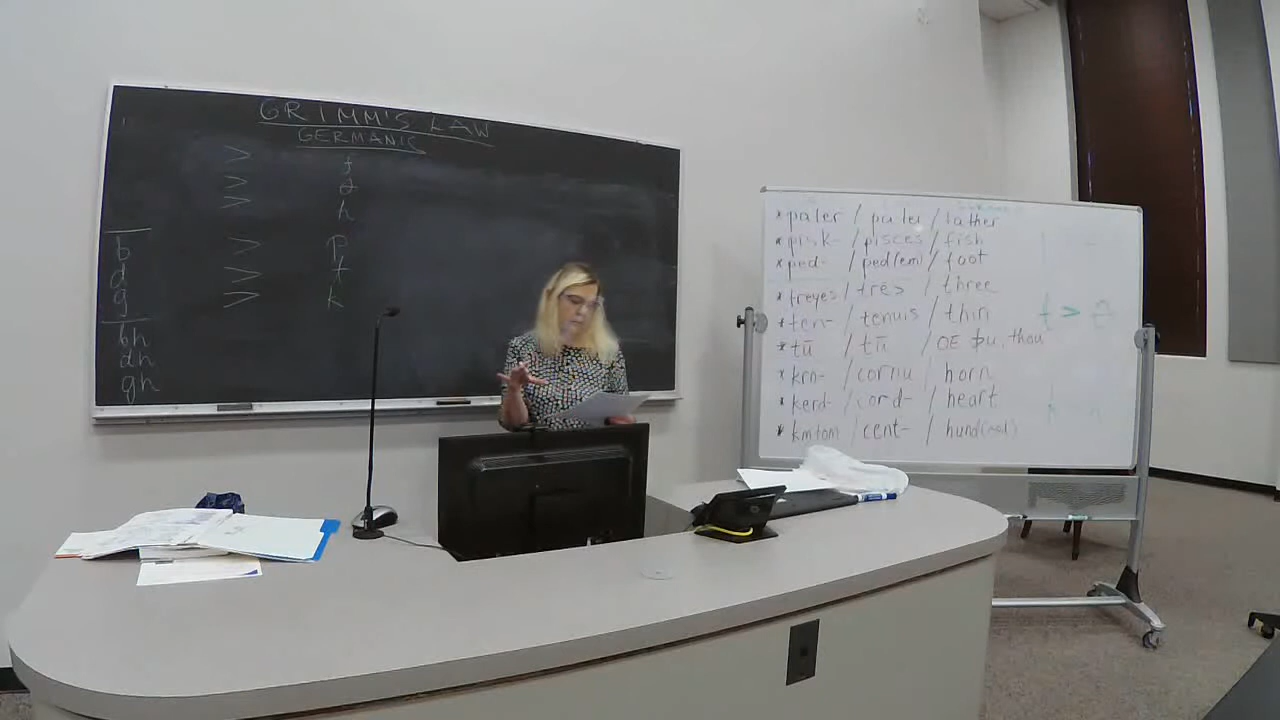 GRIMM'S LAW
GERMANIC
> f
> θ
> h
b > p
d > t
g > k
bh
dh
gh
*pater / pater / father
*pisk- / pisces / fish
*ped- / ped(em) / foot
*treyes / trēs / three
*ten- / tenuis / thin
*tū / tū / OE þu, thou
*krn- / cornu / horn
*kerd- / cord- / heart
*kmtom / cent- / hund(red)
t > θ